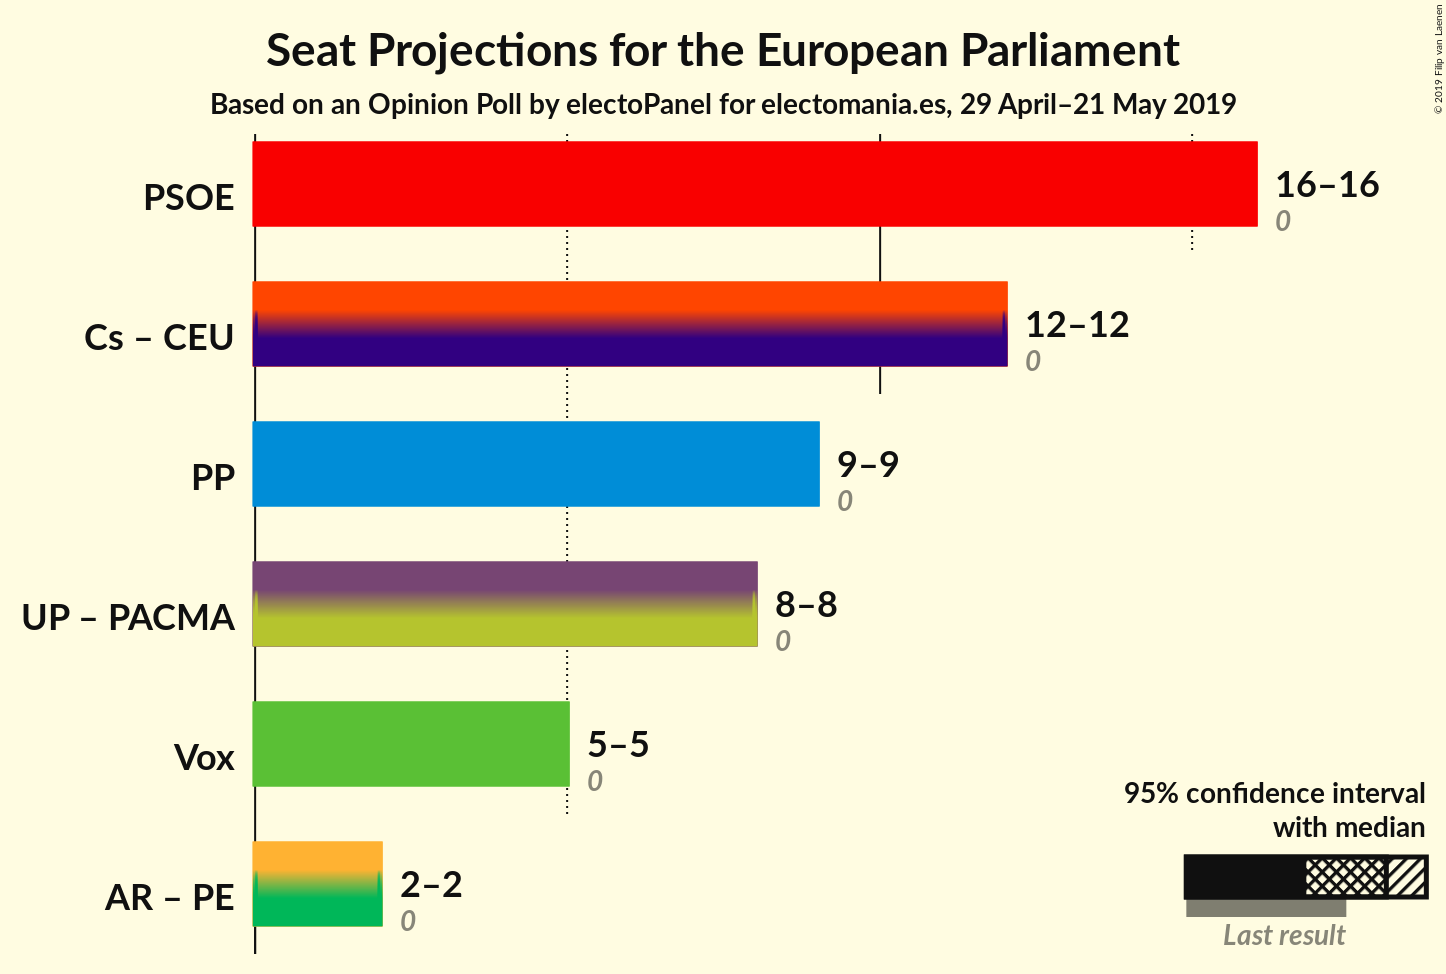 Seat Projections for the European Parliament
Based on an Opinion Poll by electoPanel for electomania.es, 29 April–21 May 2019
© 2019 Filip van Laenen
PSOE
16–16
0
Cs – CEU
12–12
0
PP
9–9
0
UP – PACMA
8–8
0
Vox
5–5
0
AR – PE
2–2
0
95% confidence interval
with median
Last result